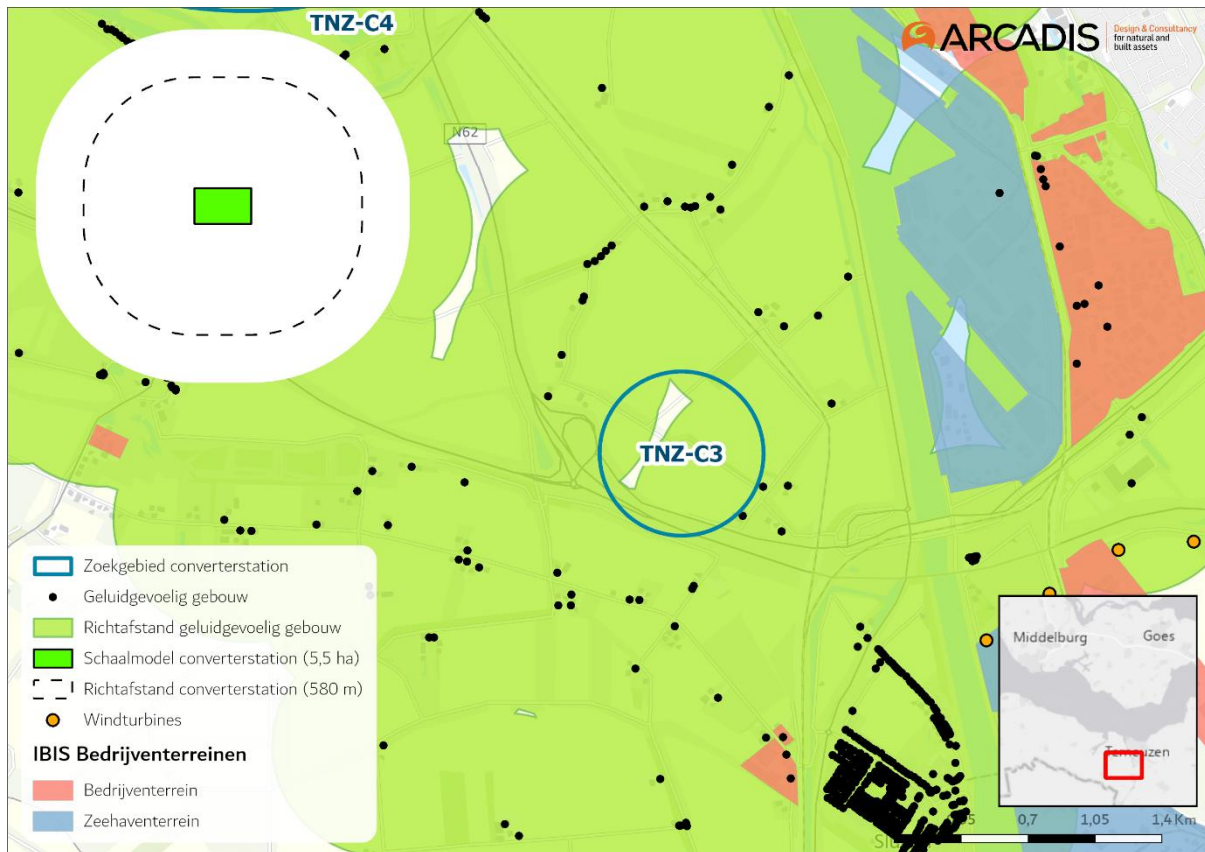 TNZ-C4
ARCADIS
Design & Consultancy
for natural and
built assets
N62
TNZ-C3
Zoekgebied converterstation
Geluidgevoelig gebouw
Richtafstand geluidgevoelig gebouw
Schaalmodel converterstation (5,5 ha)
Richtafstand converterstation (580 m)
Windturbines
IBIS Bedrijventerreinen
Bedrijventerrein
Zeehaventerrein
Middelburg
Goes
Terneuzen
0,7
1,05
1,4 Km